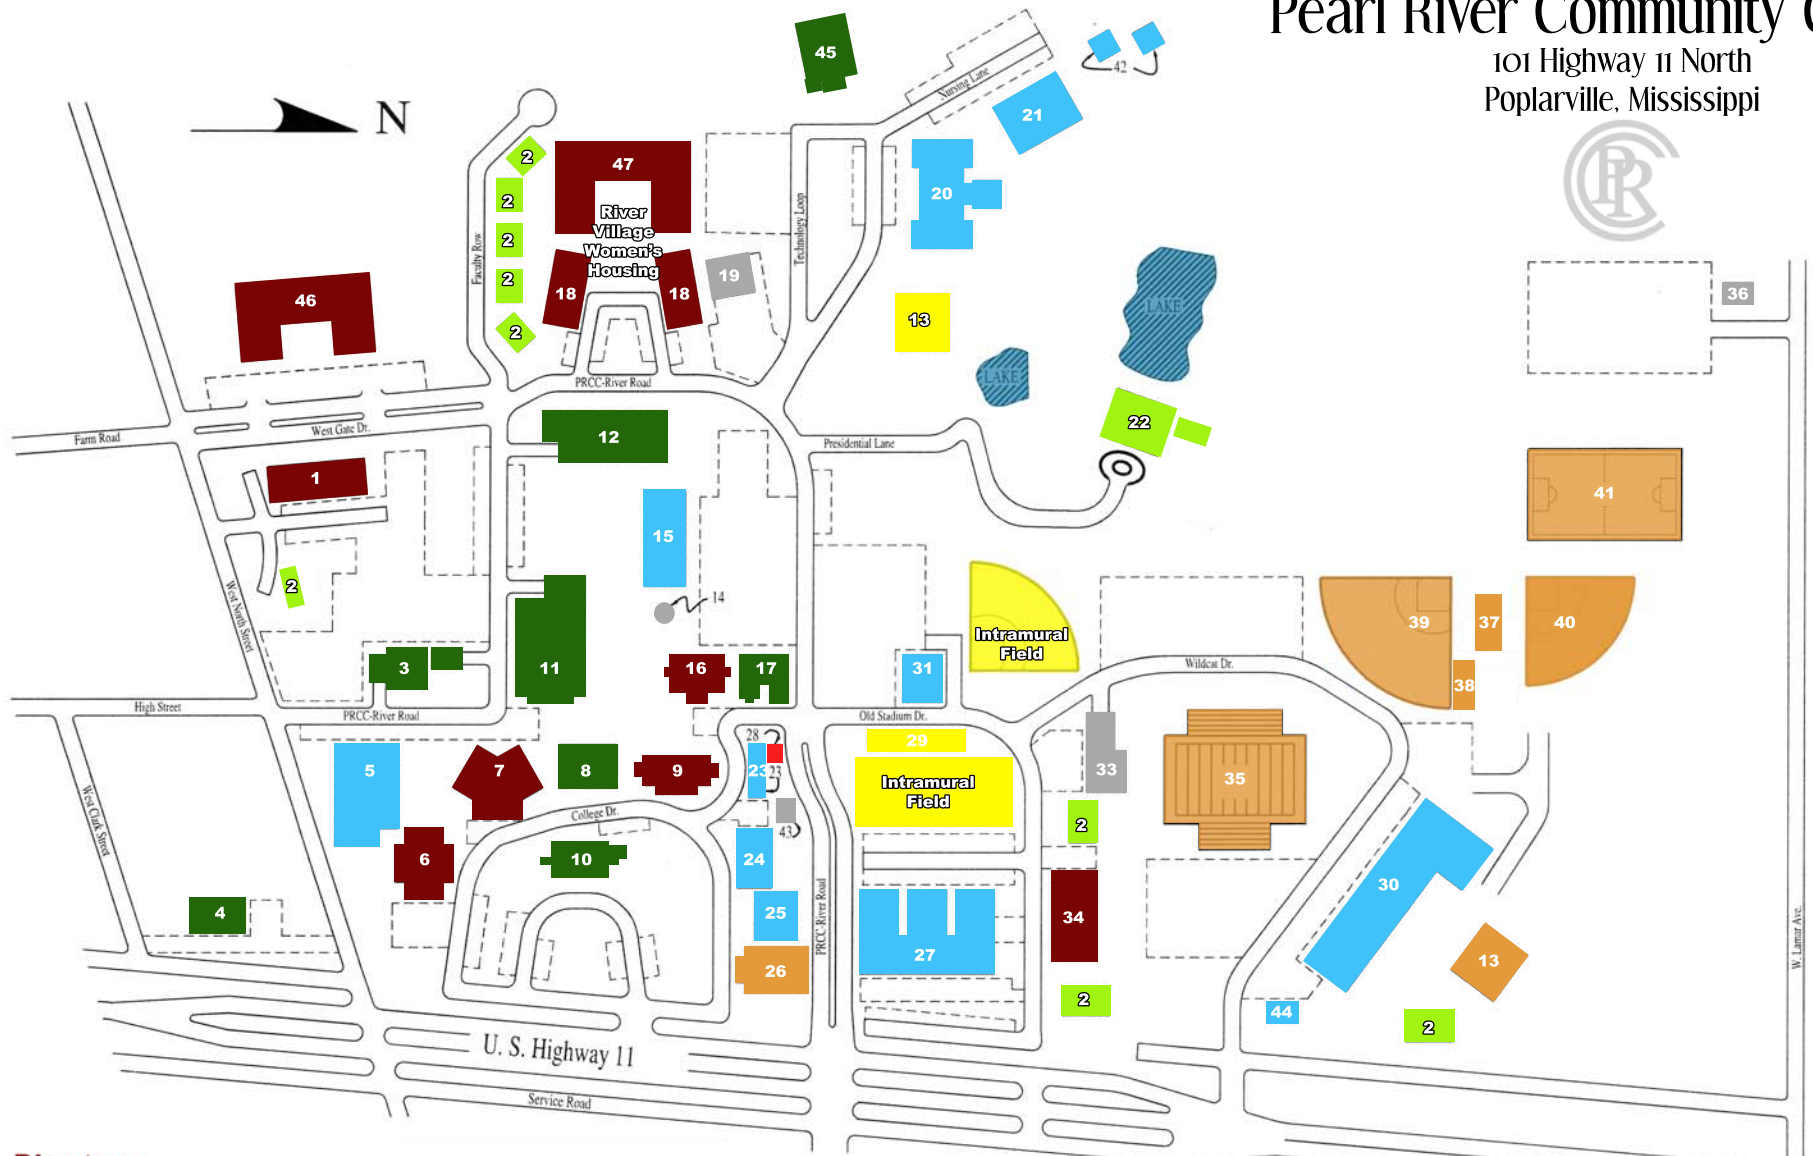 Pearl River Community
101 Highway 11 North
Poplarville, Mississippi
PRC
N
45
42
Nursing Lane
21
20
47
River
Village
Women's
Housing
18
18
19
2
2
2
2
2
Faculty Row
Technology Loop
46
13
LAKE
LAKE
36
PRCC-River Road
22
Farm Road
West Gate Dr.
12
Presidential Lane
1
15
41
2
West North Street
14
Intramural
Field
39
37
40
38
3
11
16
17
31
Wildcat Dr.
High Street
PRCC-River Road
Old Stadium Dr.
28
29
5
7
8
9
23
23
Intramural
Field
33
35
43
2
West Clark Street
College Dr.
6
10
24
30
4
25
PRCC-River Road
27
34
26
13
W. Lamar Ave.
2
44
2
U. S. Highway 11
Service Road